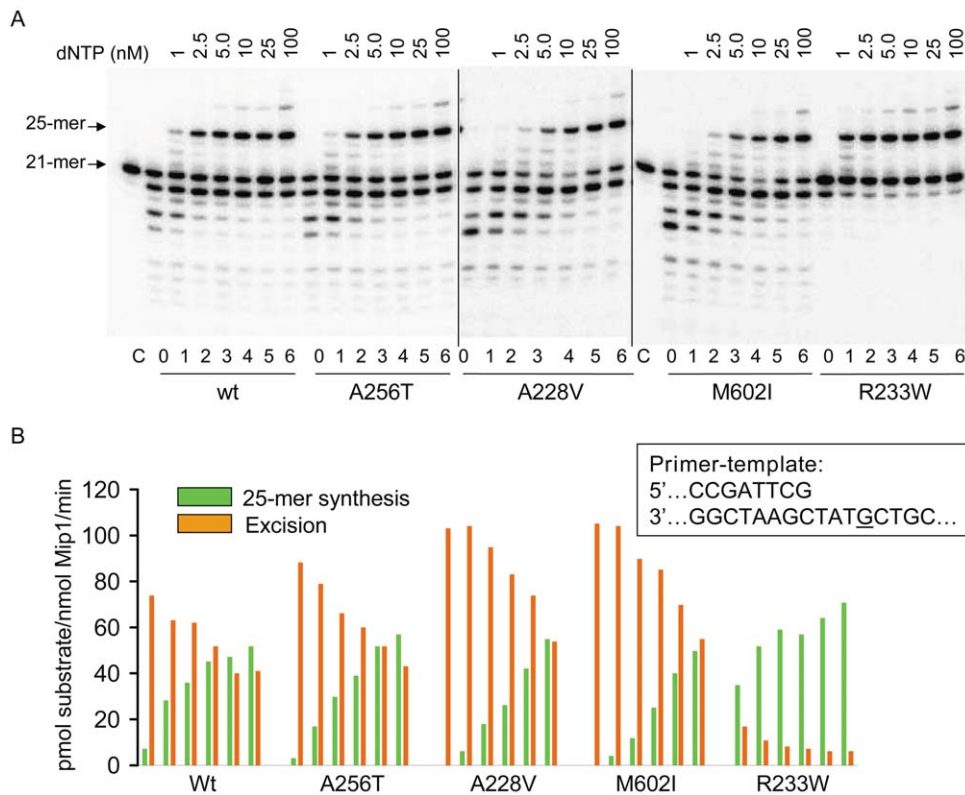 A
dNTP (nM) 1 2.5 5.0 10 25 100 1 2.5 5.0 10 25 100 1 2.5 5.0 10 25 100 1 2.5 5.0 10 25 100 1 2.5 5.0 10 25 100
25-mer
21-mer
C 0 1 2 3 4 5 6 0 1 2 3 4 5 6 0 1 2 3 4 5 6 C 0 1 2 3 4 5 6 0 1 2 3 4 5 6
wt A256T A228V M602I R233W
B
Primer-template:
5’...CCGATTCG
3’...GGCTAAGCTATGCTGC...
25-mer synthesis
Excision
pmol substrate/nmol Mip1/min
120
100
80
60
40
20
0
Wt A256T A228V M602I R233W